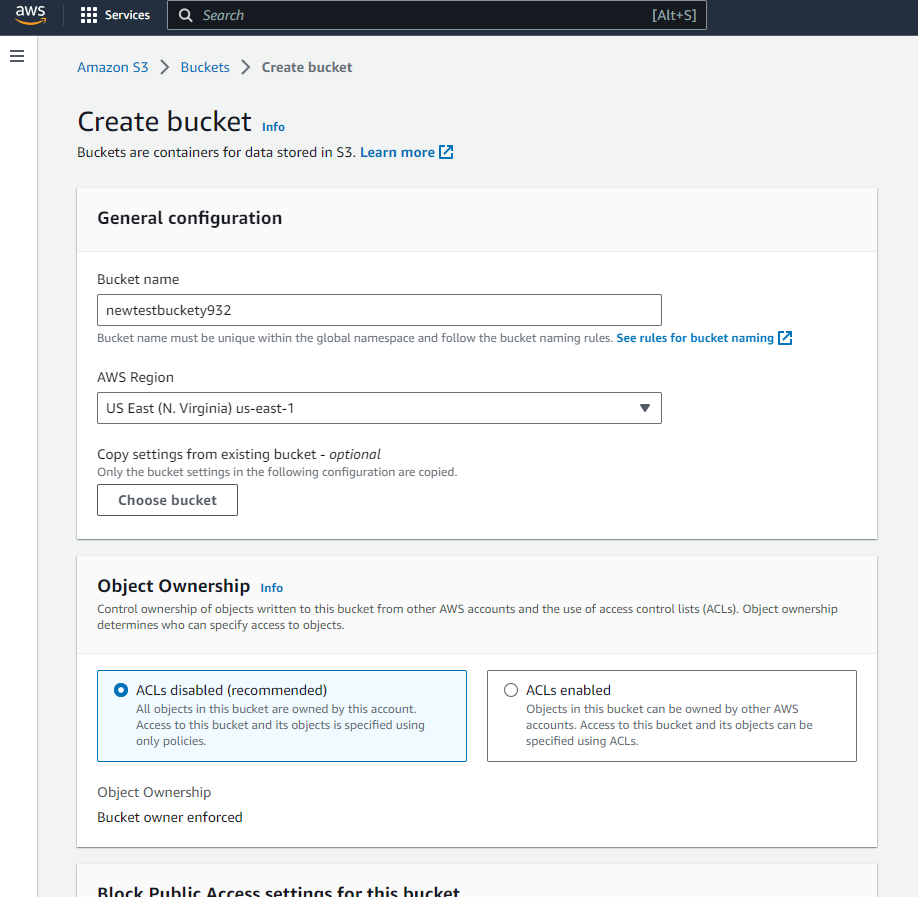 aws
Services
Search
[Alt+S]
Amazon S3
Buckets
Create bucket
Create bucket Info
Buckets are containers for data stored in S3. Learn more
General configuration
Bucket name
newtestbuckety932
Bucket name must be unique within the global namespace and follow the bucket naming rules. See rules for bucket naming
AWS Region
US East (N. Virginia) us-east-1
Copy settings from existing bucket - optional
Only the bucket settings in the following configuration are copied.
Choose bucket
Object Ownership Info
Control ownership of objects written to this bucket from other AWS accounts and the use of access control lists (ACLs). Object ownership
determines who can specify access to objects.
ACLs disabled (recommended)
All objects in this bucket are owned by this account.
Access to this bucket and its objects is specified using
only policies.
ACLs enabled
Objects in this bucket can be owned by other AWS
accounts. Access to this bucket and its objects can be
specified using ACLs.
Object Ownership
Bucket owner enforced
Block Public Access settings for this bucket